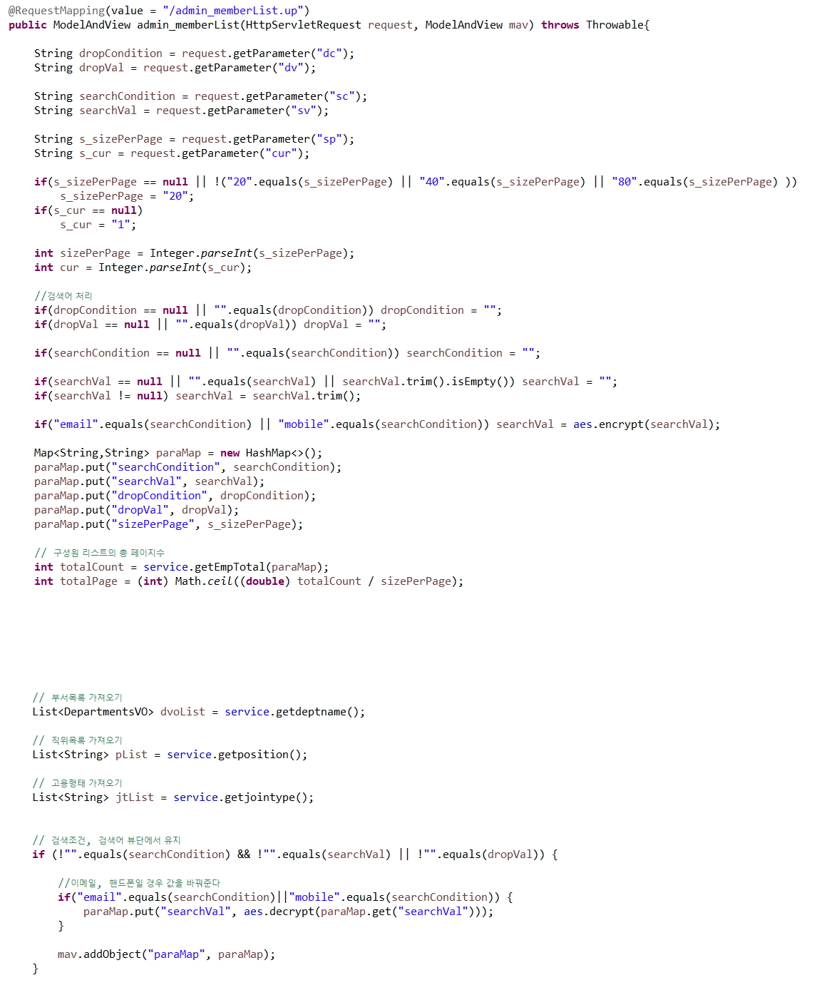 @RequestMapping(value = "/admin_memberList.up")
public ModelAndView admin_memberList(HttpServletRequest request, ModelAndView mav) throws Throwable{
String dropCondition = request.getParameter("dc");
String dropVal = request.getParameter("dv");
String searchCondition = request.getParameter("sc");
String searchVal = request.getParameter("sv");
String s_sizePerPage = request.getParameter("sp");
String s_cur = request.getParameter("cur");
if(s_sizePerPage == null || !("20".equals(s_sizePerPage) || "40".equals(s_sizePerPage) || "80".equals(s_sizePerPage) ))
s_sizePerPage = "20";
if(s_cur == null)
s_cur = "1";
int sizePerPage = Integer.parseInt(s_sizePerPage);
int cur = Integer.parseInt(s_cur);
//검색어 처리
if(dropCondition == null || "".equals(dropCondition)) dropCondition = "";
if(dropVal == null || "".equals(dropVal)) dropVal = "";
if(searchCondition == null || "".equals(searchCondition)) searchCondition = "";
if(searchVal == null || "".equals(searchVal) || searchVal.trim().isEmpty()) searchVal = "";
if(searchVal != null) searchVal = searchVal.trim();
if("email".equals(searchCondition) || "mobile".equals(searchCondition)) searchVal = aes.encrypt(searchVal);
Map<String,String> paraMap = new HashMap<>();
paraMap.put("searchCondition", searchCondition);
paraMap.put("searchVal", searchVal);
paraMap.put("dropCondition", dropCondition);
paraMap.put("dropVal", dropVal);
paraMap.put("sizePerPage", s_sizePerPage);
// 구성원 리스트의 총 페이지수
int totalCount = service.getEmpTotal(paraMap);
int totalPage = (int) Math.ceil((double) totalCount / sizePerPage);
// 부서목록 가져오기
List<DepartmentsVO> dvoList = service.getdeptname();
// 직위목록 가져오기
List<String> pList = service.getposition();
// 고용형태 가져오기
List<String> jtList = service.getjointype();
// 검색조건, 검색어 뷰단에서 유지
if (!"".equals(searchCondition) && !"".equals(searchVal) || !"".equals(dropVal)) {
//이메일, 핸드폰일 경우 값을 바꿔준다
if("email".equals(searchCondition)||"mobile".equals(searchCondition)) {
paraMap.put("searchVal", aes.decrypt(paraMap.get("searchVal")));
}
mav.addObject("paraMap", paraMap);
}